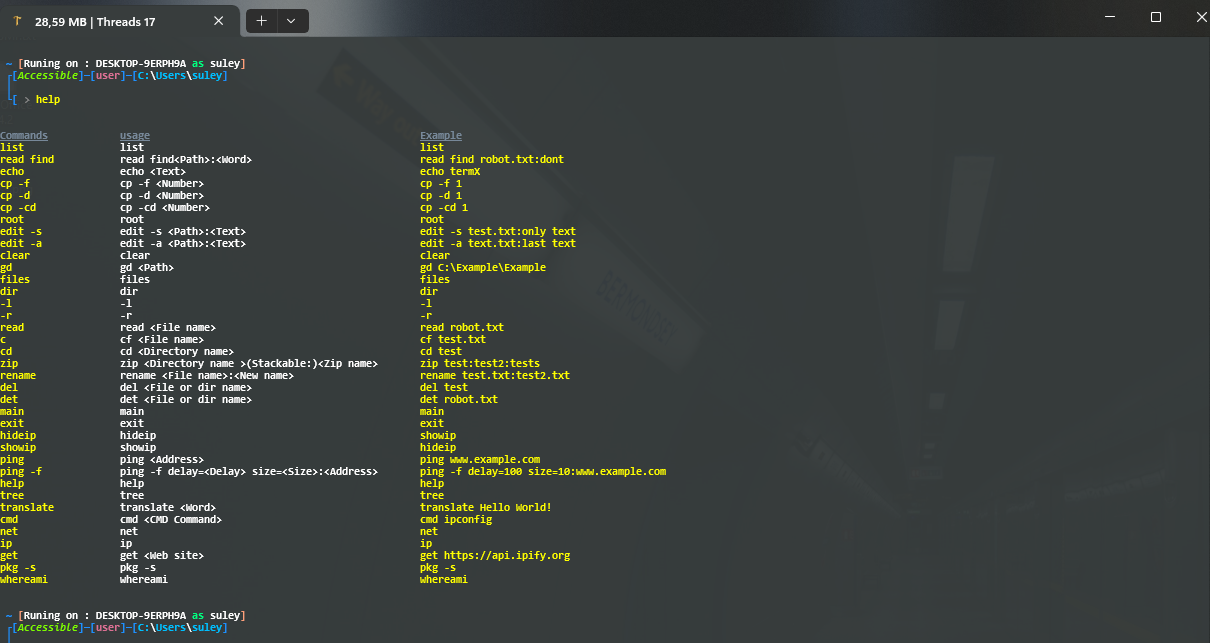 28,59 MB | Threads 17
~ [Runing on : DESKTOP-9ERPH9A as suley]
[Accessible]-[user]-[C:\Users\suley]
[ > help
Commands usage Example
list list list
read find read find<Path>:<Word> read find robot.txt:dont
echo echo <Text> echo termX
cp -f cp -f <Number> cp -f 1
cp -d cp -d <Number> cp -d 1
cp -cd cp -cd <Number> cp -cd 1
root root root
edit -s edit -s <Path>:<Text> edit -s test.txt:only text
edit -a edit -a <Path>:<Text> edit -a text.txt:last text
clear clear clear
gd gd <Path> gd C:\Example\Example
files files files
dir dir dir
-l -l -l
-r -r -r
read read <File name> read robot.txt
c cf <File name> cf test.txt
cd cd <Directory name> cd test
zip zip <Directory name >(Stackable:)<Zip name> zip test:test2:tests
rename rename <File name>:<New name> rename test.txt:test2.txt
del del <File or dir name> del test
det det <File or dir name> det robot.txt
main main main
exit exit exit
hideip hideip showip
showip showip hideip
ping ping <Address> ping www.example.com
ping -f ping -f delay=<Delay> size=<Size>:<Address> ping -f delay=100 size=10:www.example.com
help help help
tree tree tree
translate translate <Word> translate Hello World!
cmd cmd <CMD Command> cmd ipconfig
net net net
ip ip ip
get get <Web site> get https://api.ipify.org
pkg -s pkg -s pkg -s
whereami whereami whereami
~ [Runing on : DESKTOP-9ERPH9A as suley]
[Accessible]-[user]-[C:\Users\suley]
BERMONDSEY